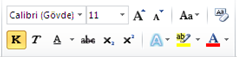 Calibri (Gövde) 11 A A Aa
K T A abc x₂ x² A ab A